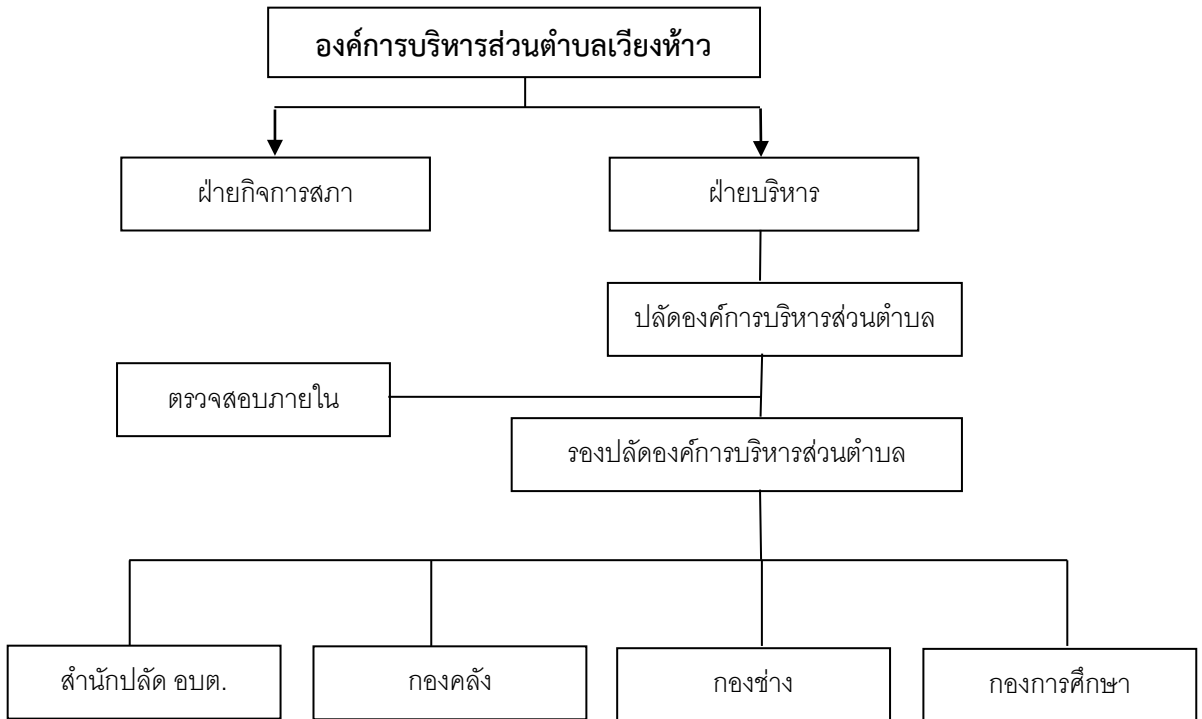 องค์การบริหารส่วนตำบลเวียงห้าว
ฝ่ายกิจการสภา
ฝ่ายบริหาร
ปลัดองค์การบริหารส่วนตำบล
ตรวจสอบภายใน
รองปลัดองค์การบริหารส่วนตำบล
สำนักปลัด อบต.
กองคลัง
กองช่าง
กองการศึกษา